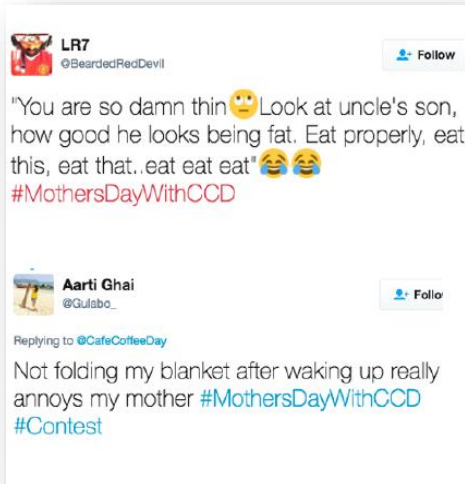 LR7
@BeardedRedDevil
Follow
"You are so damn thin🙄Look at uncle's son,
how good he looks being fat. Eat properly, eat
this, eat that..eat eat eat"😂😂
#MothersDayWithCCD
Aarti Ghai
@Gulabo_
Follo
Replying to @CafeCoffeeDay
Not folding my blanket after waking up really
annoys my mother #MothersDayWithCCD
#Contest